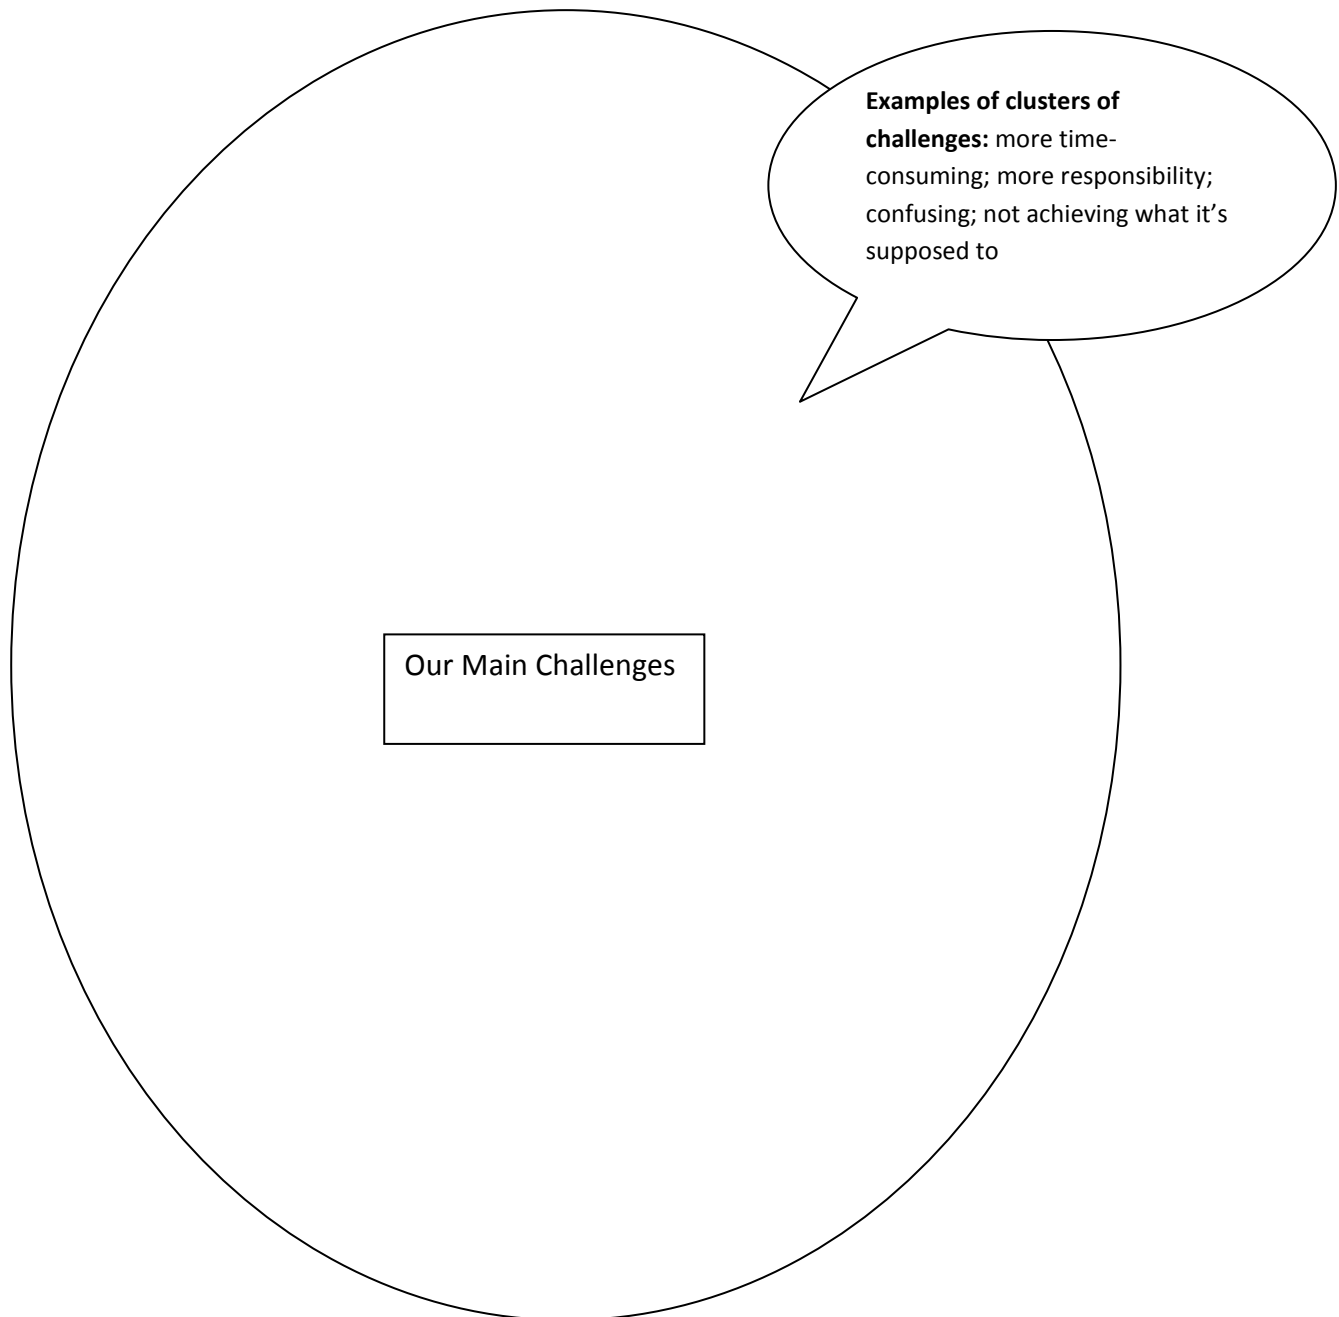 Examples of clusters of
challenges: more time-
consuming; more responsibility;
confusing; not achieving what it's
supposed to
Our Main Challenges